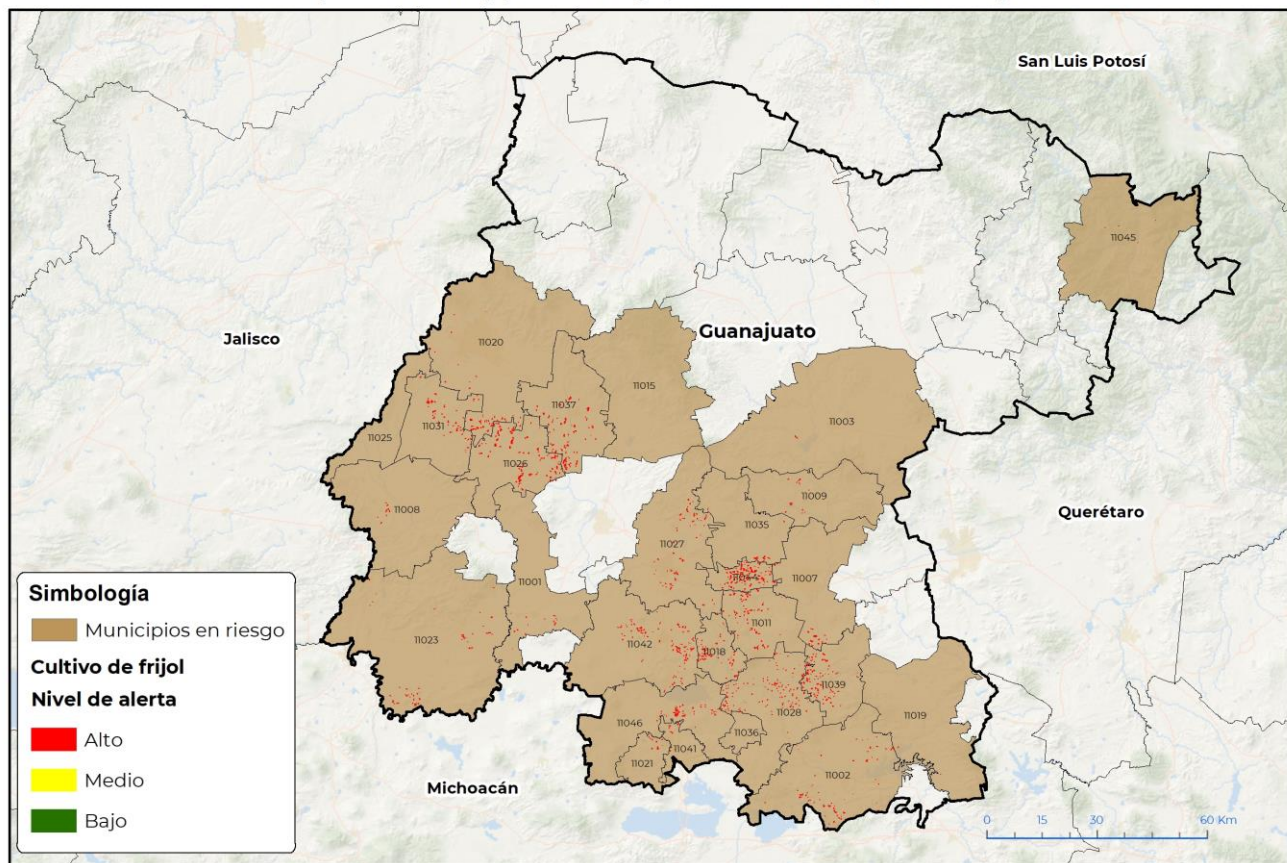 San Luis Potosí
11045
Guanajuato
Jalisco
11020
11015
11037
11003
11031
11025
11026
11009
11008
Querétaro
11035
11027
11044
11007
11001
11011
11023
11042
11018
11039
11019
11028
11046
11036
11041
11021
11002
Michoacán
Simbología
Municipios en riesgo
Cultivo de frijol
Nivel de alerta
Alto
Medio
Bajo
0 15 30 60 Km